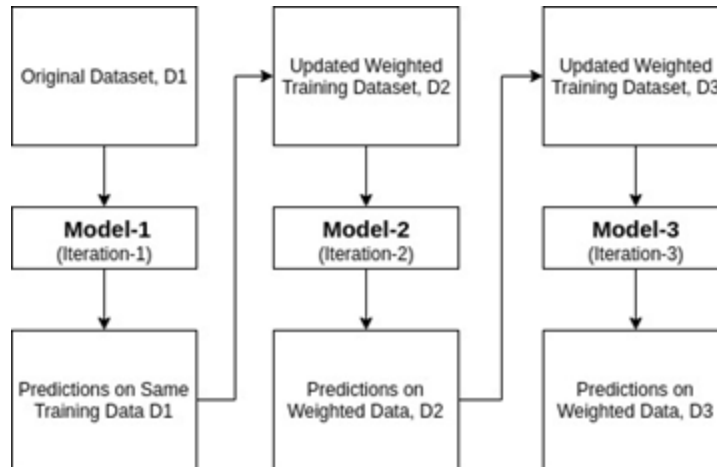 Original Dataset, D1
Model-1
(Iteration-1)
Predictions on Same
Training Data D1
Updated Weighted
Training Dataset, D2
Model-2
(Iteration-2)
Predictions on
Weighted Data, D2
Updated Weighted
Training Dataset, D3
Model-3
(Iteration-3)
Predictions on
Weighted Data, D3